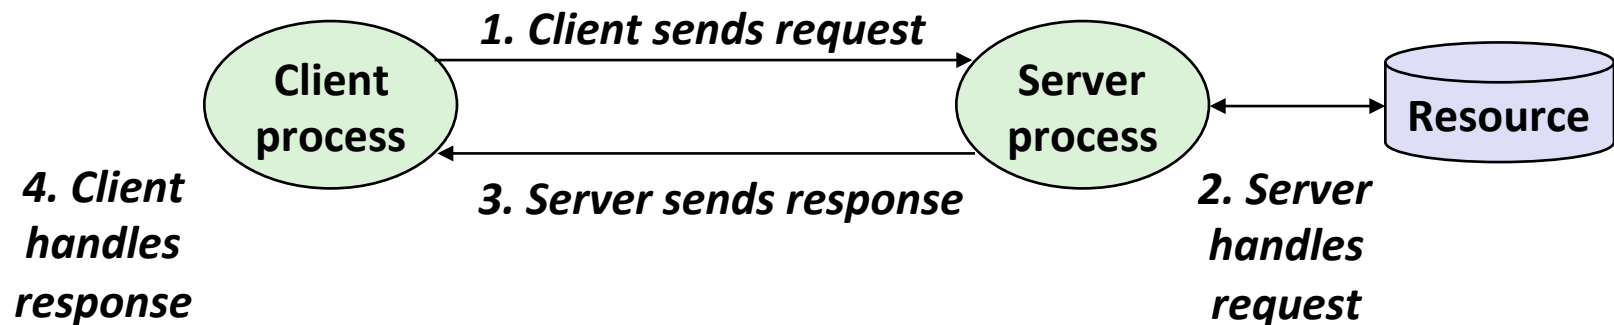 1. Client sends request
Client
process
Server
process
Resource
3. Server sends response
4. Client
handles
response
2. Server
handles
request